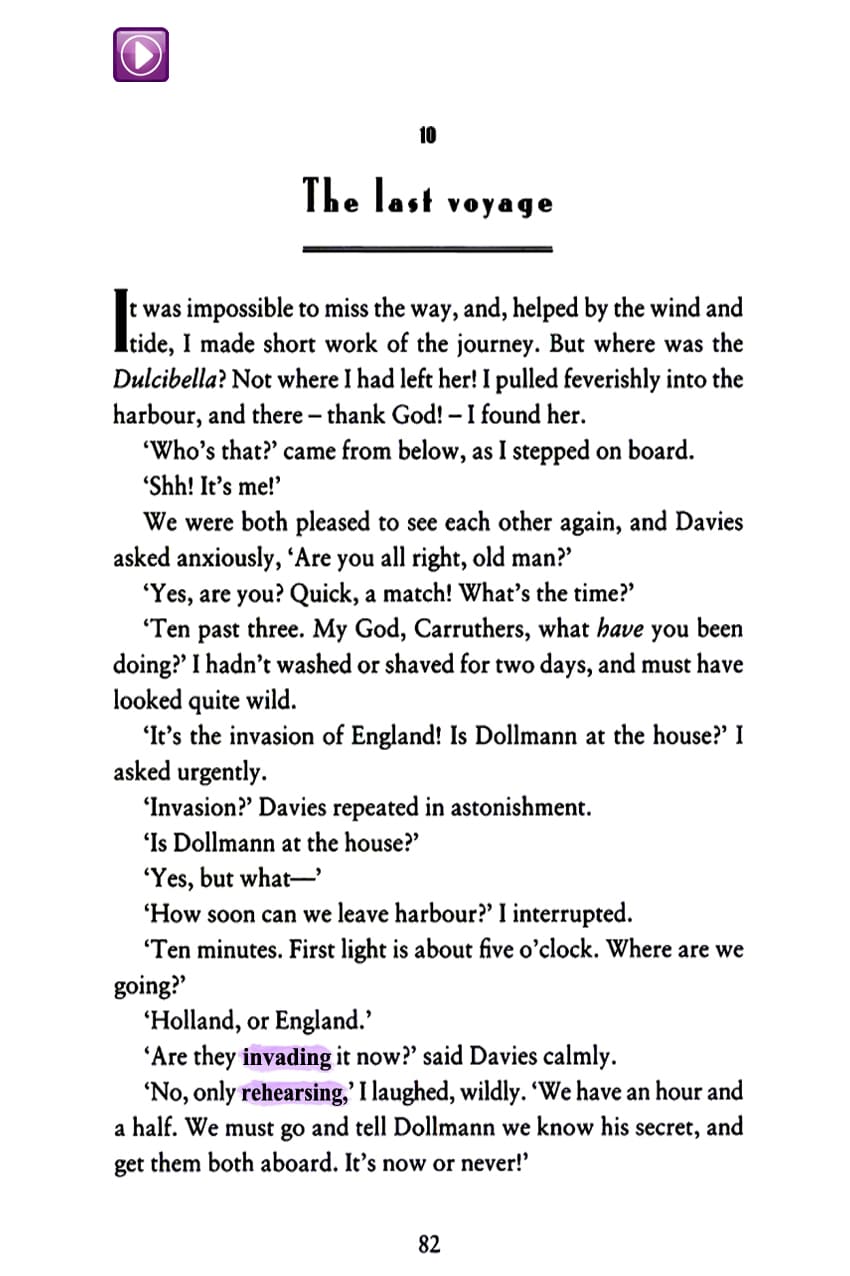 10
The last voyage
It was impossible to miss the way, and, helped by the wind and
tide, I made short work of the journey. But where was the
Dulcibella? Not where I had left her! I pulled feverishly into the
harbour, and there – thank God! – I found her.
‘Who’s that?’ came from below, as I stepped on board.
‘Shh! It’s me!’
We were both pleased to see each other again, and Davies
asked anxiously, ‘Are you all right, old man?’
‘Yes, are you? Quick, a match! What’s the time?’
‘Ten past three. My God, Carruthers, what have you been
doing?’ I hadn’t washed or shaved for two days, and must have
looked quite wild.
‘It’s the invasion of England! Is Dollmann at the house?’ I
asked urgently.
‘Invasion?’ Davies repeated in astonishment.
‘Is Dollmann at the house?’
‘Yes, but what—’
‘How soon can we leave harbour?’ I interrupted.
‘Ten minutes. First light is about five o’clock. Where are we
going?’
‘Holland, or England.’
‘Are they invading it now?’ said Davies calmly.
‘No, only rehearsing,’ I laughed, wildly. ‘We have an hour and
a half. We must go and tell Dollmann we know his secret, and
get them both aboard. It’s now or never!’
82